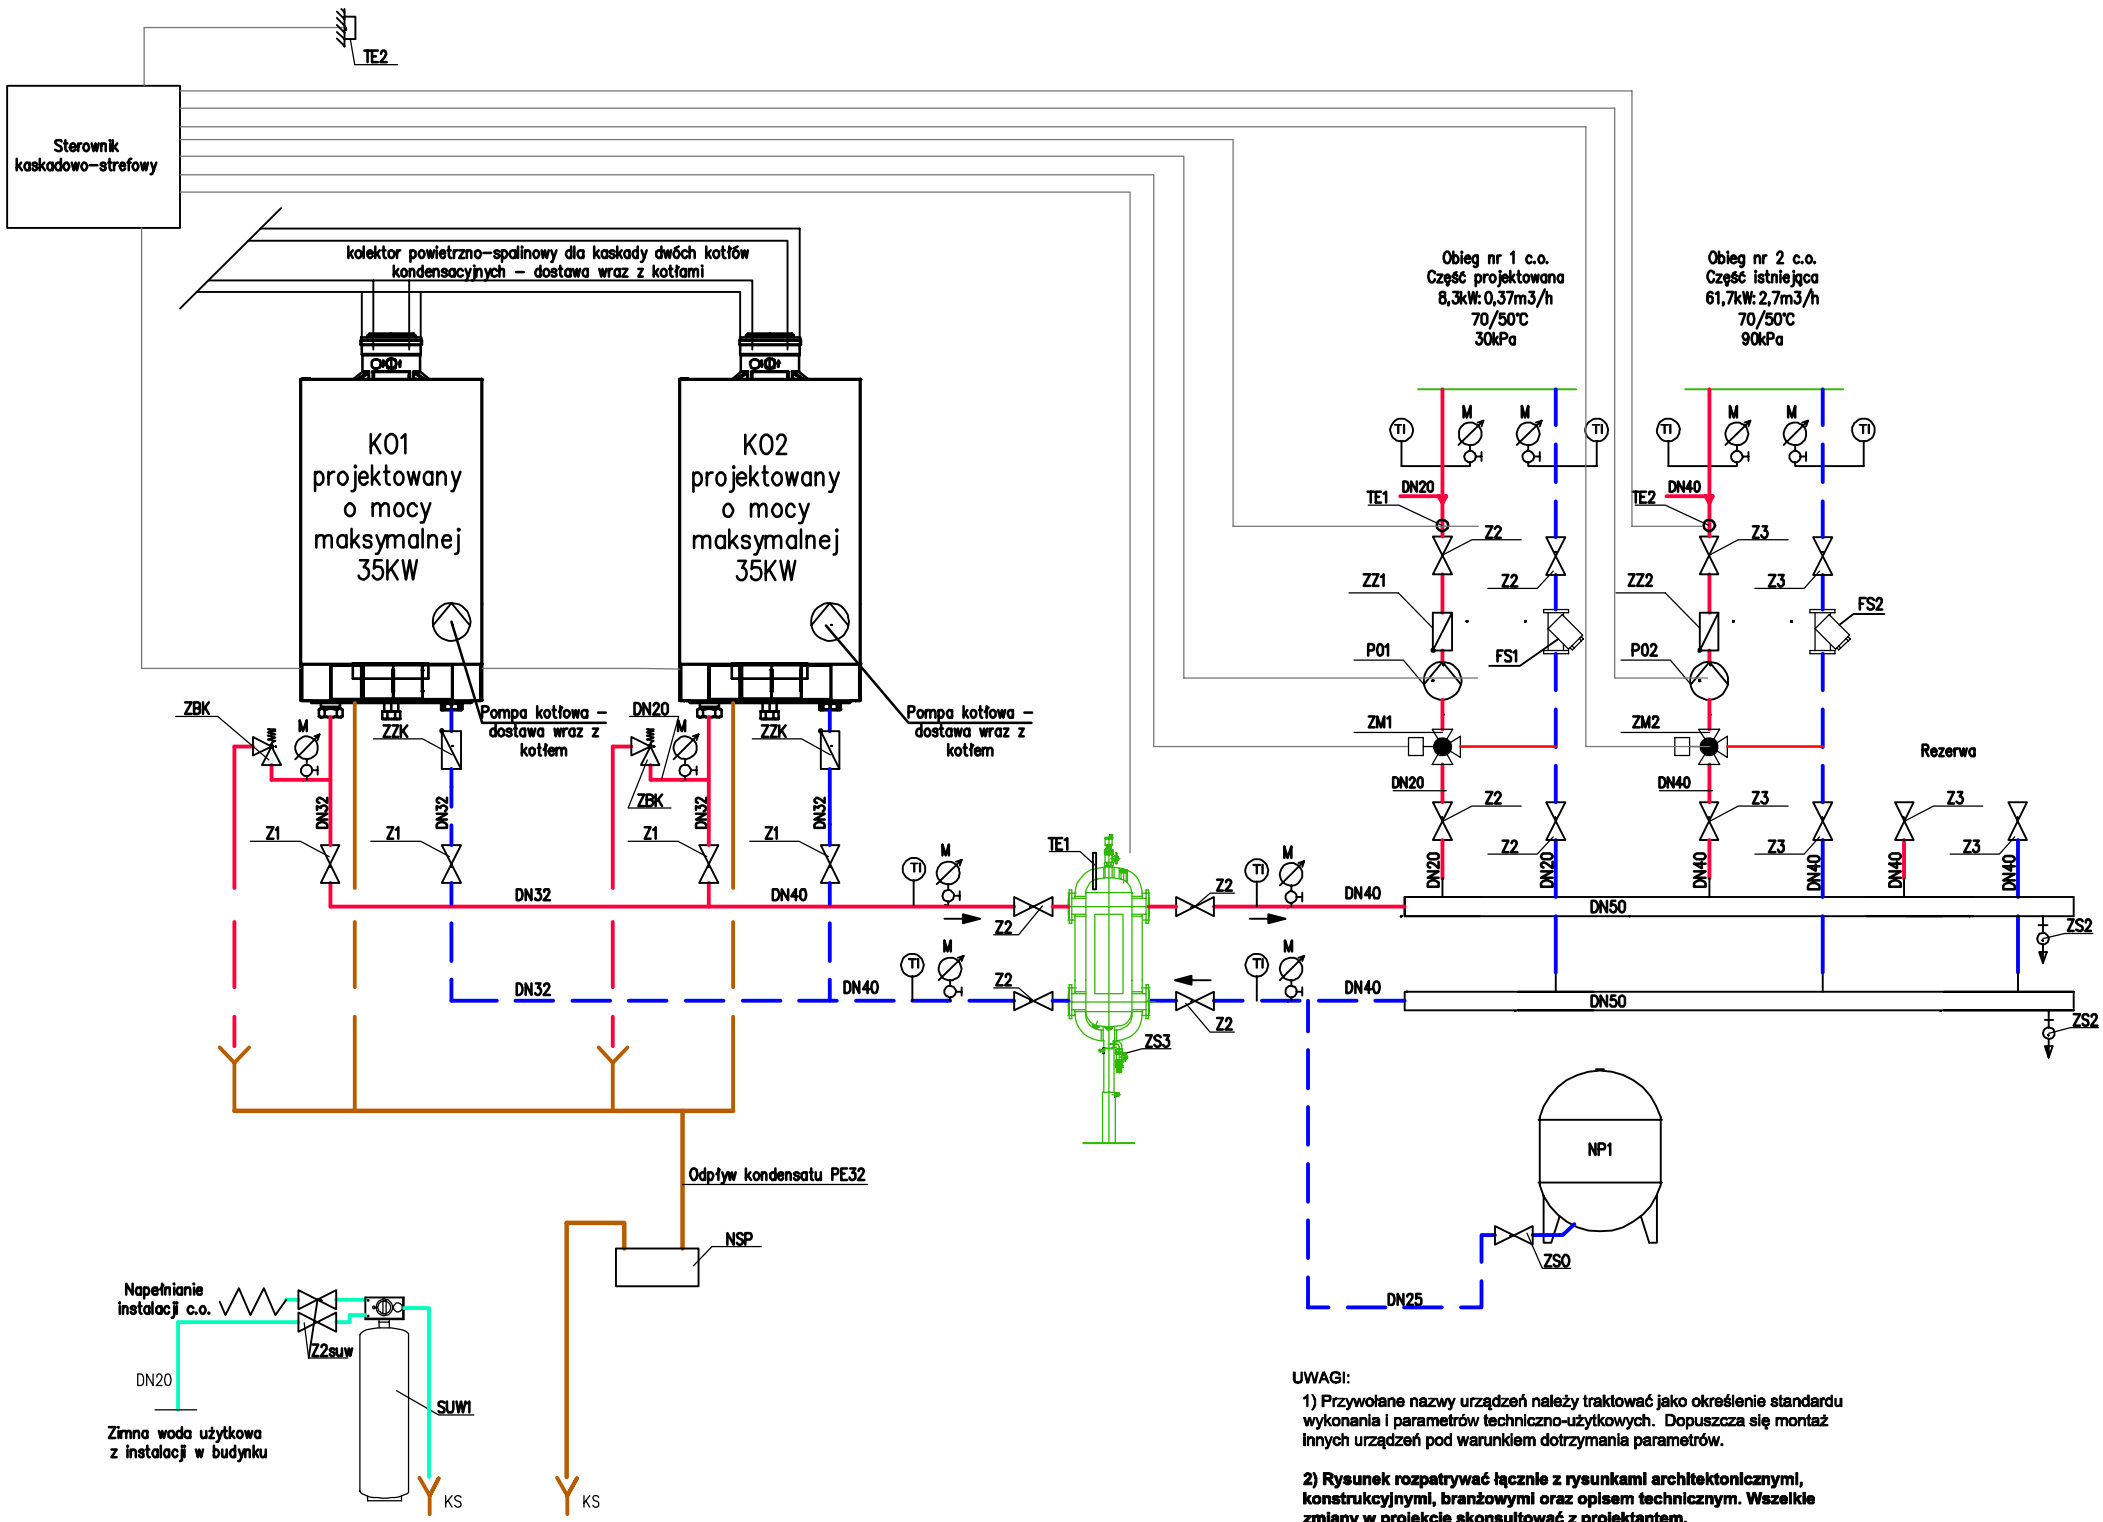 TE2
Sterownik
kaskadowo-strefowy
kolektor powietrzno-spalinowy dla kaskady dwóch kotłów
kondensacyjnych - dostawa wraz z kotłami
Obieg nr 1 c.o.
Część projektowana
8,3kW: 0,37m3/h
70/50°C
30kPa
Obieg nr 2 c.o.
Część istniejąca
61,7kW: 2,7m3/h
70/50°C
90kPa
K01
projektowany
o mocy
maksymalnej
35KW
K02
projektowany
o mocy
maksymalnej
35KW
TI
M
M
TI
TI
M
M
TI
TE1
DN20
TE2
DN40
Z2
Z2
Z3
Z3
ZZ1
ZZ2
FS1
FS2
P01
P02
ZM1
ZM2
Rezerwa
ZBK
M
ZZK
Pompa kotłowa -
dostawa wraz z
kotłem
DN20
M
ZBK
ZZK
Pompa kotłowa -
dostawa wraz z
kotłem
DN32
DN32
DN32
DN32
Z1
Z1
Z1
Z1
DN20
DN40
Z2
Z2
Z3
Z3
Z3
Z3
DN20
DN20
DN40
DN40
DN40
DN40
TE1
DN32
DN40
TI
M
Z2
Z2
TI
M
DN40
DN50
ZS2
DN32
DN40
TI
M
Z2
Z2
TI
M
DN40
DN50
ZS2
ZS3
NP1
ZSO
DN25
Odpływ kondensatu PE32
NSP
Napełnianie
instalacji c.o.
Z2suw
DN20
SUW1
Zimna woda użytkowa
z instalacji w budynku
KS
KS
UWAGI:
1) Przywołane nazwy urządzeń należy traktować jako określenie standardu
wykonania i parametrów techniczno-użytkowych. Dopuszcza się montaż
innych urządzeń pod warunkiem dotrzymania parametrów.
2) Rysunek rozpatrywać łącznie z rysunkami architektonicznymi,
konstrukcyjnymi, branżowymi oraz opisem technicznym. Wszelkie
zmiany w projekcie skonsultować z projektantem.